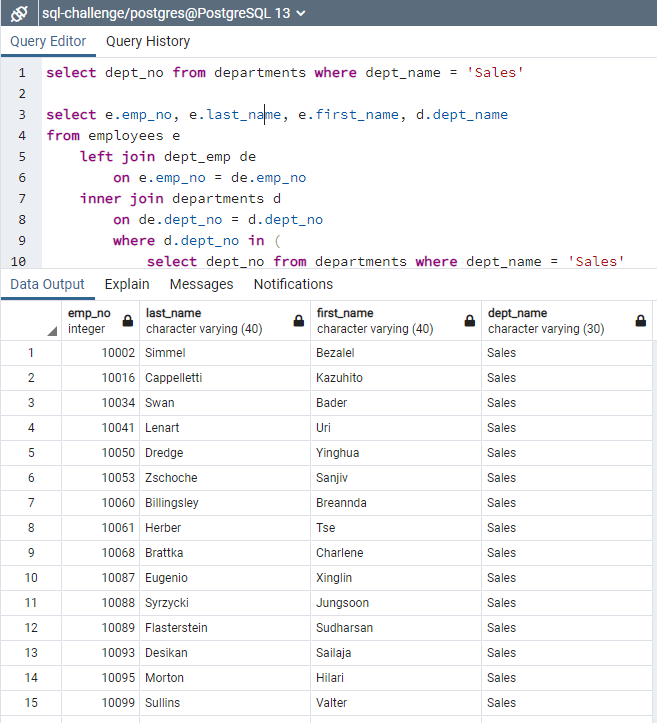 sql-challenge/postgres@PostgreSQL 13
Query Editor Query History
1 select dept_no from departments where dept_name = 'Sales'
2
3 select e.emp_no, e.last_name, e.first_name, d.dept_name
4 from employees e
5 left join dept_emp de
6 on e.emp_no = de.emp_no
7 inner join departments d
8 on de.dept_no = d.dept_no
9 where d.dept_no in (
10 select dept_no from departments where dept_name = 'Sales'
Data Output Explain Messages Notifications
emp_no last_name first_name dept_name
integer character varying (40) character varying (40) character varying (30)
1 10002 Simmel Bezalel Sales
2 10016 Cappelletti Kazuhito Sales
3 10034 Swan Bader Sales
4 10041 Lenart Uri Sales
5 10050 Dredge Yinghua Sales
6 10053 Zschoche Sanjiv Sales
7 10060 Billingsley Breannda Sales
8 10061 Herber Tse Sales
9 10068 Brattka Charlene Sales
10 10087 Eugenio Xinglin Sales
11 10088 Syrzycki Jungsoon Sales
12 10089 Flasterstein Sudharsan Sales
13 10093 Desikan Sailaja Sales
14 10095 Morton Hilari Sales
15 10099 Sullins Valter Sales